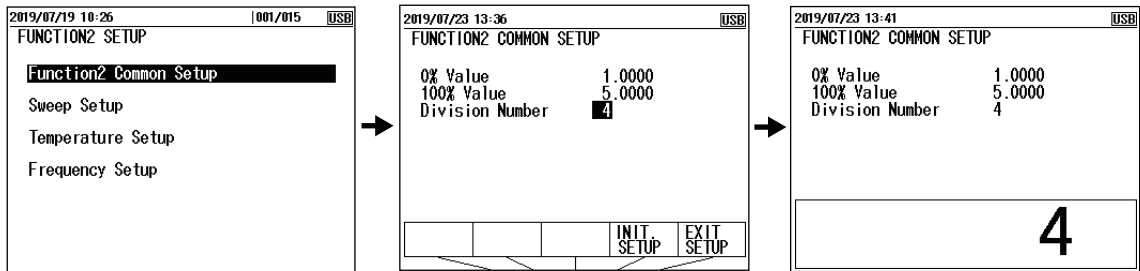 2019/07/19 10:26 |001/015 USB
FUNCTION2 SETUP
Function2 Common Setup
Sweep Setup
Temperature Setup
Frequency Setup
2019/07/23 13:36 USB
FUNCTION2 COMMON SETUP
0% Value 1.0000
100% Value 5.0000
Division Number 4
INIT. EXIT
SETUP SETUP
2019/07/23 13:41 USB
FUNCTION2 COMMON SETUP
0% Value 1.0000
100% Value 5.0000
Division Number 4
4